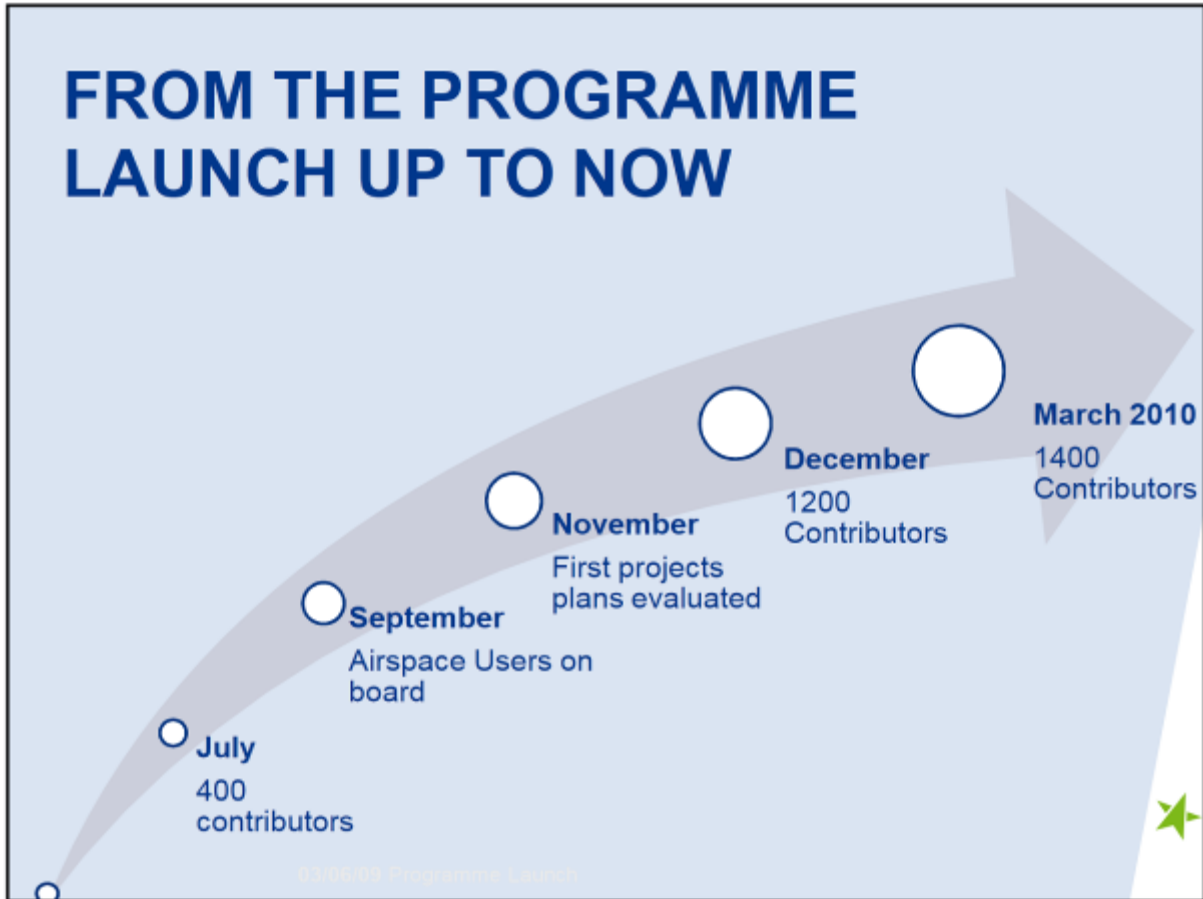 FROM THE PROGRAMME
LAUNCH UP TO NOW
March 2010
1400
Contributors
December
1200
Contributors
November
First projects
plans evaluated
September
Airspace Users on
board
July
400
contributors
03/06/09 Programme Launch